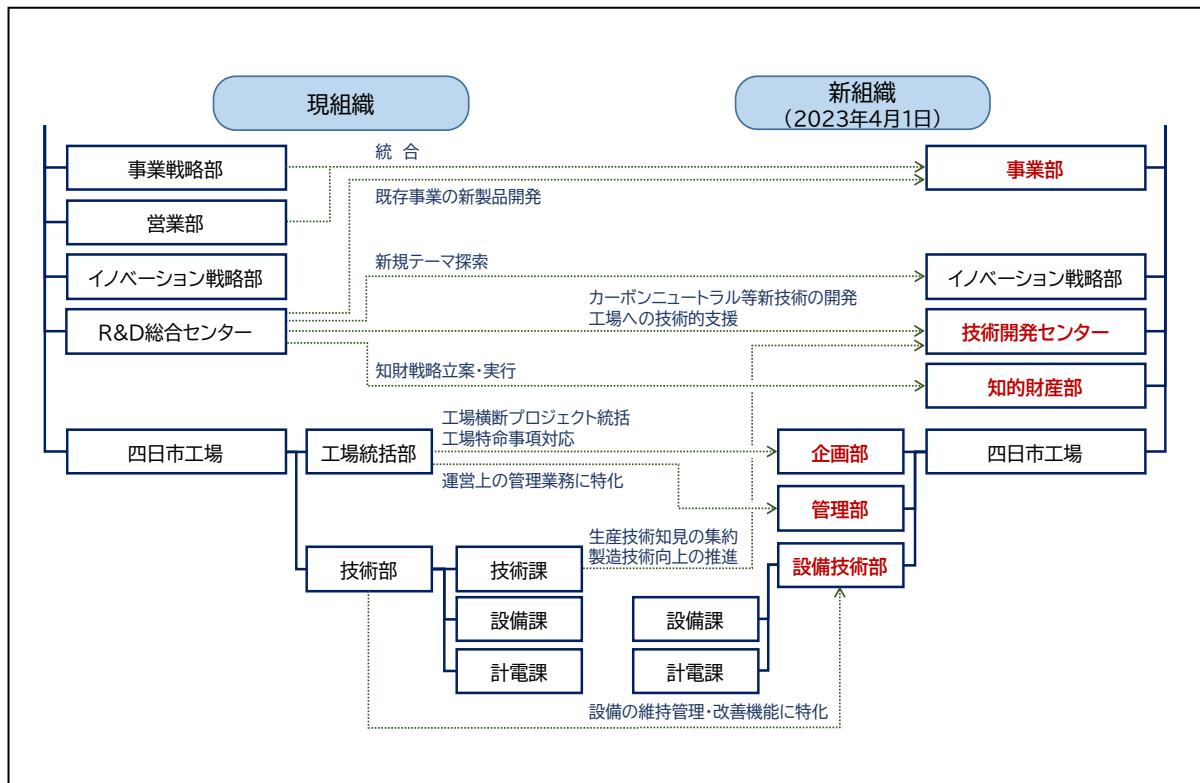 現組織
新組織
（2023年4月1日）
事業戦略部
統 合
事業部
既存事業の新製品開発
営業部
イノベーション戦略部
新規テーマ探索
イノベーション戦略部
R&D総合センター
カーボンニュートラル等新技術の開発
工場への技術的支援
技術開発センター
知財戦略立案・実行
知的財産部
四日市工場
工場統括部
工場横断プロジェクト統括
工場特命事項対応
企画部
四日市工場
運営上の管理業務に特化
管理部
技術部
技術課
生産技術知見の集約
製造技術向上の推進
設備技術部
設備課
設備課
計電課
計電課
設備の維持管理・改善機能に特化